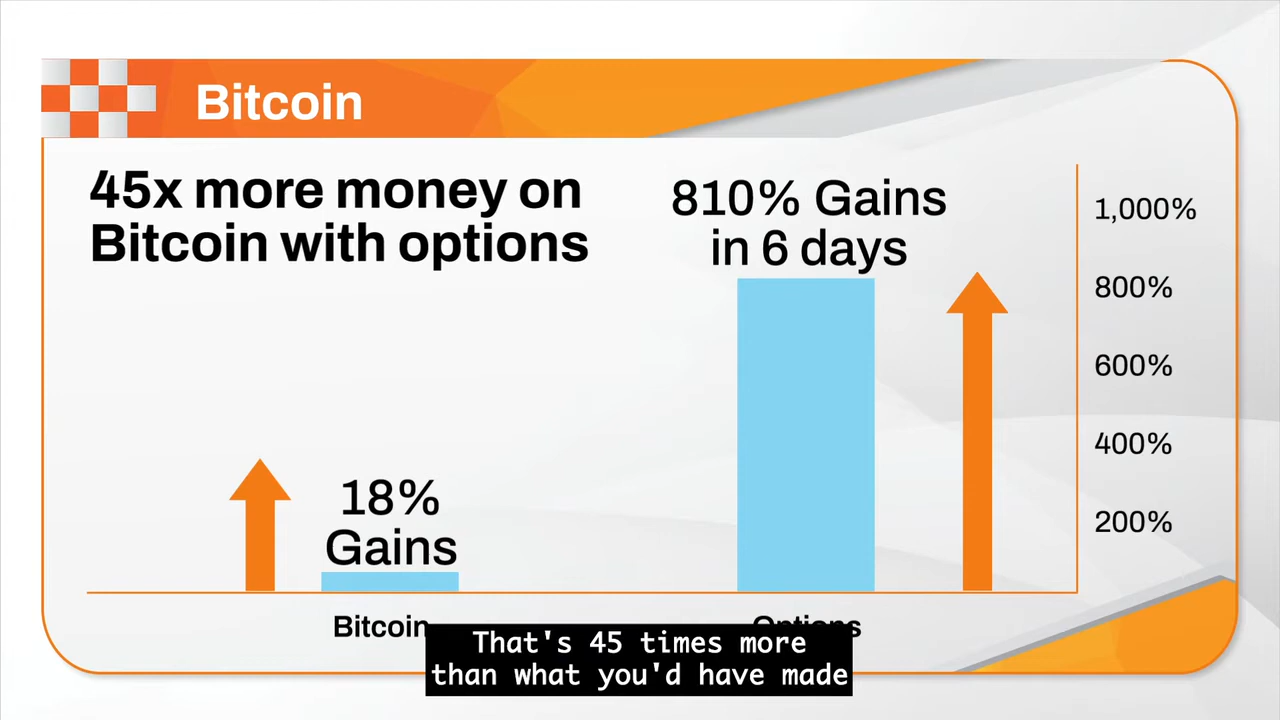 Bitcoin
45x more money on
Bitcoin with options
810% Gains
in 6 days
1,000%
800%
600%
400%
200%
18%
Gains
Bitcoin
Options
That's 45 times more
than what you'd have made